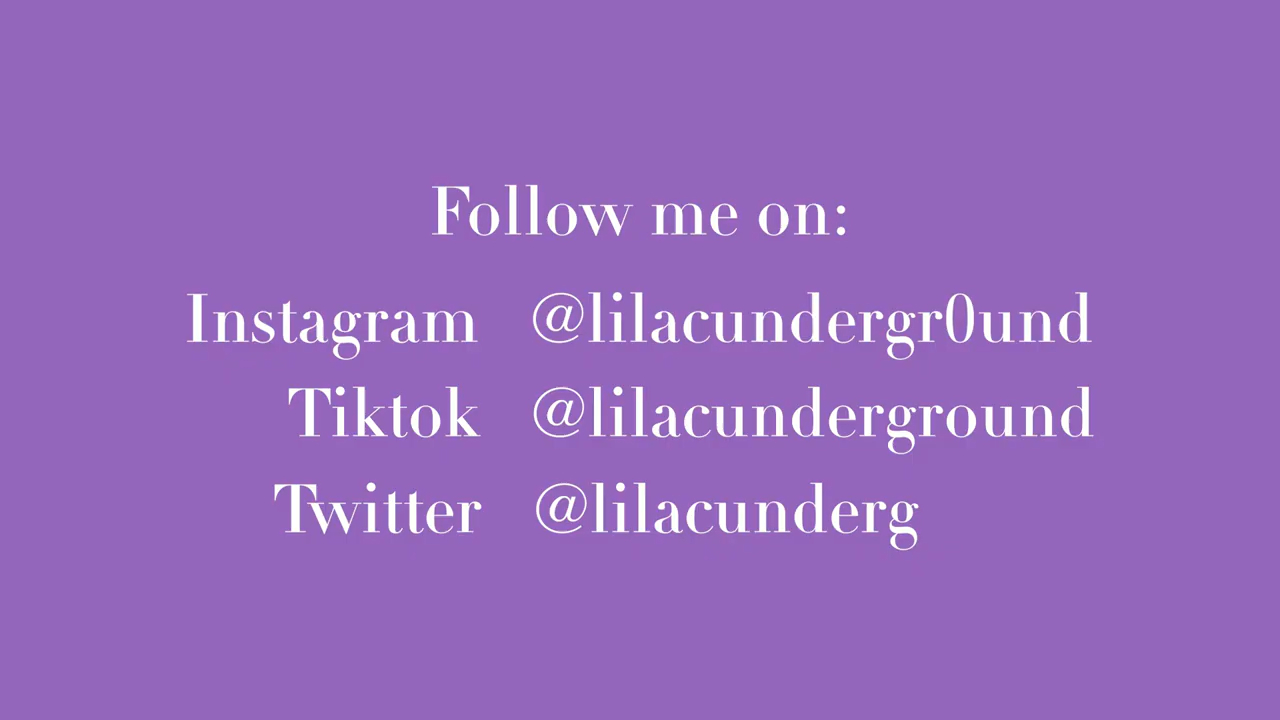 Follow me on:
Instagram @lilacundergr0und
Tiktok @lilacunderground
Twitter @lilacunderg